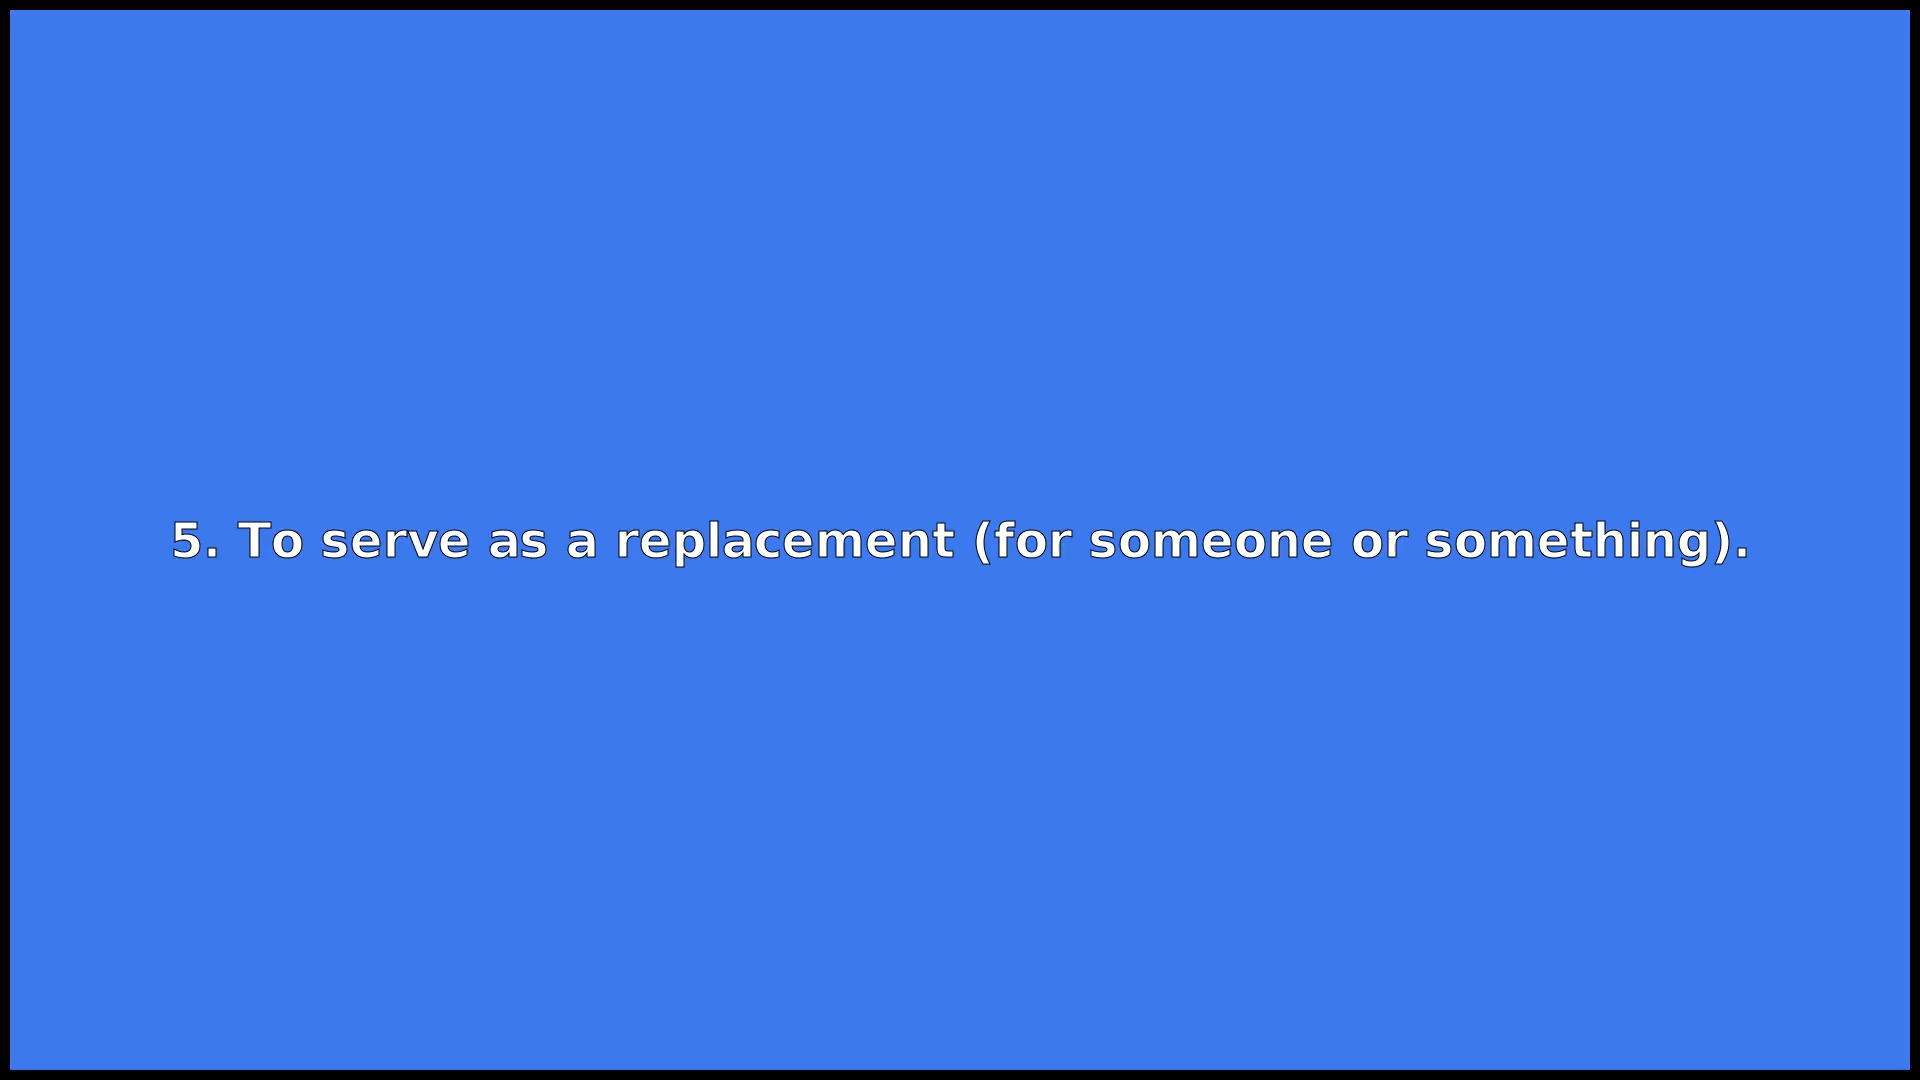 5. To serve as a replacement (for someone or something).